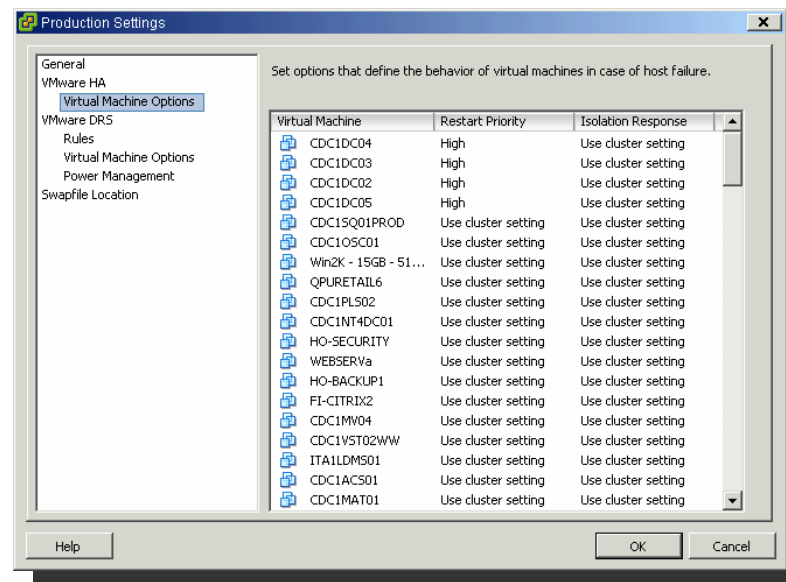 Production Settings
General
VMware HA
Virtual Machine Options
VMware DRS
Rules
Virtual Machine Options
Power Management
Swapfile Location
Set options that define the behavior of virtual machines in case of host failure.
Virtual Machine Restart Priority Isolation Response
CDC1DC04 High Use cluster setting
CDC1DC03 High Use cluster setting
CDC1DC02 High Use cluster setting
CDC1DC05 High Use cluster setting
CDC1SQ01PROD Use cluster setting Use cluster setting
CDC1OSC01 Use cluster setting Use cluster setting
Win2K - 15GB - 51... Use cluster setting Use cluster setting
QPURETAIL6 Use cluster setting Use cluster setting
CDC1PLS02 Use cluster setting Use cluster setting
CDC1NT4DC01 Use cluster setting Use cluster setting
HO-SECURITY Use cluster setting Use cluster setting
WEBSERVa Use cluster setting Use cluster setting
HO-BACKUP1 Use cluster setting Use cluster setting
FI-CITRIX2 Use cluster setting Use cluster setting
CDC1MV04 Use cluster setting Use cluster setting
CDC1VST02WW Use cluster setting Use cluster setting
ITA1LDMS01 Use cluster setting Use cluster setting
CDC1ACS01 Use cluster setting Use cluster setting
CDC1MAT01 Use cluster setting Use cluster setting
Help OK Cancel